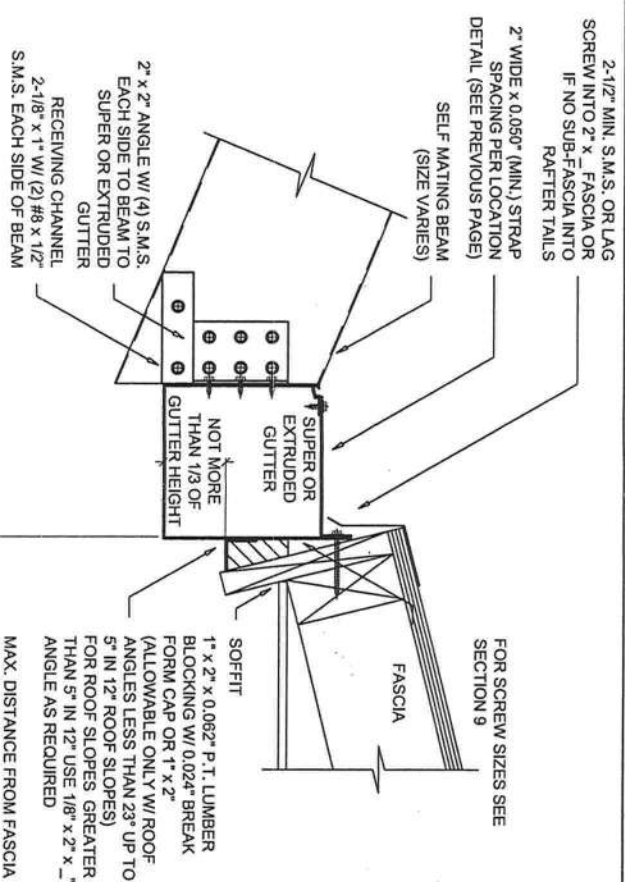 2-1/2" MIN. S.M.S. OR LAG
SCREW INTO 2" x _ FASCIA OR
IF NO SUB-FASCIA INTO
RAFTER TAILS
2" WIDE x 0.050" (MIN.) STRAP
SPACING PER LOCATION
DETAIL (SEE PREVIOUS PAGE)
SELF MATING BEAM
(SIZE VARIES)
2" x 2" ANGLE W/ (4) S.M.S.
EACH SIDE TO BEAM TO
SUPER OR EXTRUDED
GUTTER
RECEIVING CHANNEL
2-1/8" x 1" W/ (2) #8 x 1/2"
S.M.S. EACH SIDE OF BEAM
SUPER OR
EXTRUDED
GUTTER
NOT MORE
THAN 1/3 OF
GUTTER HEIGHT
FOR SCREW SIZES SEE
SECTION 9
FASCIA
SOFFIT
1" x 2" x 0.062" P.T. LUMBER
BLOCKING W/ 0.024" BREAK
FORM CAP OR 1" x 2"
(ALLOWABLE ONLY W/ ROOF
ANGLES LESS THAN 23° UP TO
5" IN 12" ROOF SLOPES)
FOR ROOF SLOPES GREATER
THAN 5" IN 12" USE 1/8" x 2" x _"
ANGLE AS REQUIRED
MAX. DISTANCE FROM FASCIA